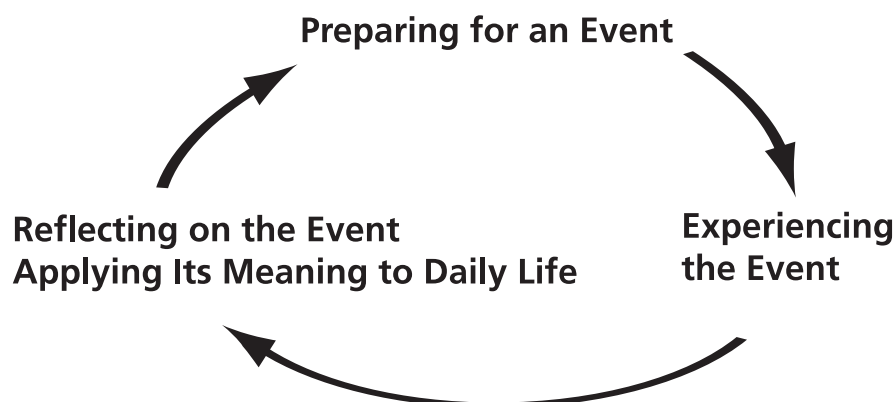 Preparing for an Event
Experiencing
the Event
Reflecting on the Event
Applying Its Meaning to Daily Life